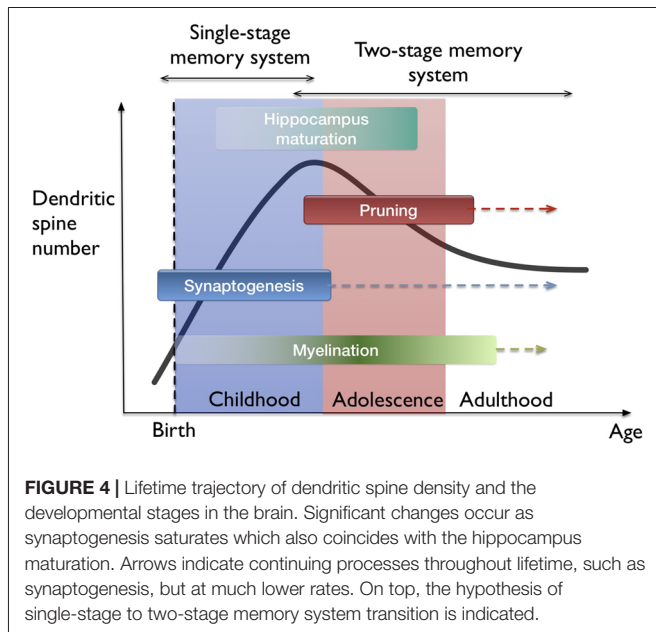 Single-stage
memory system
Two-stage memory
system
Hippocampus
maturation
Dendritic
spine
number
Pruning
Synaptogenesis
Myelination
Childhood
Adolescence
Adulthood
Birth
Age
FIGURE 4 | Lifetime trajectory of dendritic spine density and the
developmental stages in the brain. Significant changes occur as
synaptogenesis saturates which also coincides with the hippocampus
maturation. Arrows indicate continuing processes throughout lifetime, such as
synaptogenesis, but at much lower rates. On top, the hypothesis of
single-stage to two-stage memory system transition is indicated.